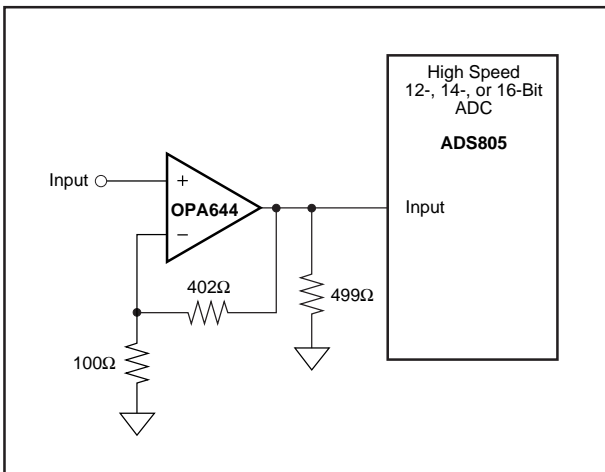 High Speed
12-, 14-, or 16-Bit
ADC
ADS805
Input
+
OPA644
−
Input
402Ω
499Ω
100Ω